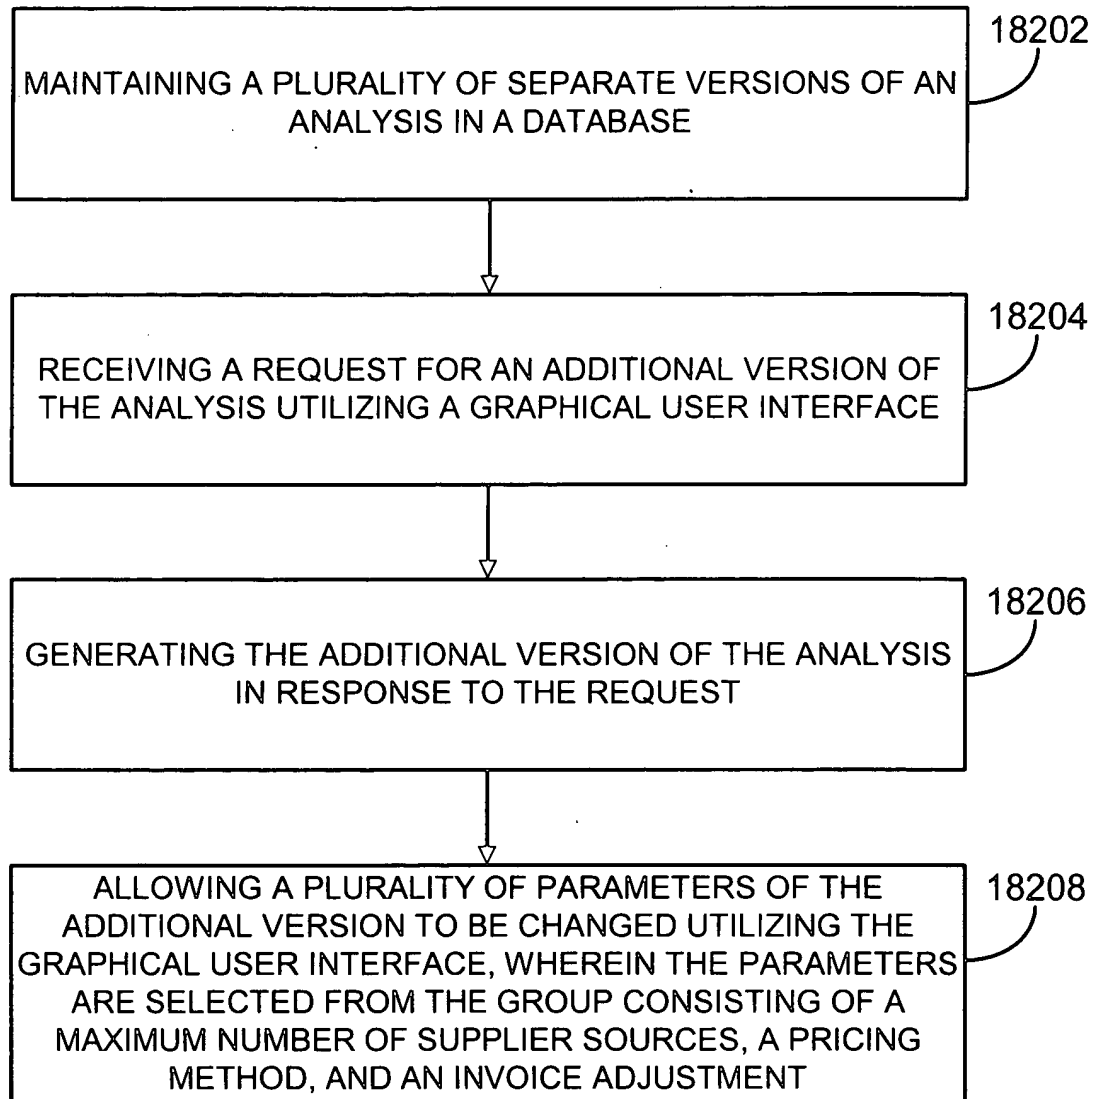 18202
MAINTAINING A PLURALITY OF SEPARATE VERSIONS OF AN
ANALYSIS IN A DATABASE
18204
RECEIVING A REQUEST FOR AN ADDITIONAL VERSION OF
THE ANALYSIS UTILIZING A GRAPHICAL USER INTERFACE
18206
GENERATING THE ADDITIONAL VERSION OF THE ANALYSIS
IN RESPONSE TO THE REQUEST
18208
ALLOWING A PLURALITY OF PARAMETERS OF THE
ADDITIONAL VERSION TO BE CHANGED UTILIZING THE
GRAPHICAL USER INTERFACE, WHEREIN THE PARAMETERS
ARE SELECTED FROM THE GROUP CONSISTING OF A
MAXIMUM NUMBER OF SUPPLIER SOURCES, A PRICING
METHOD, AND AN INVOICE ADJUSTMENT